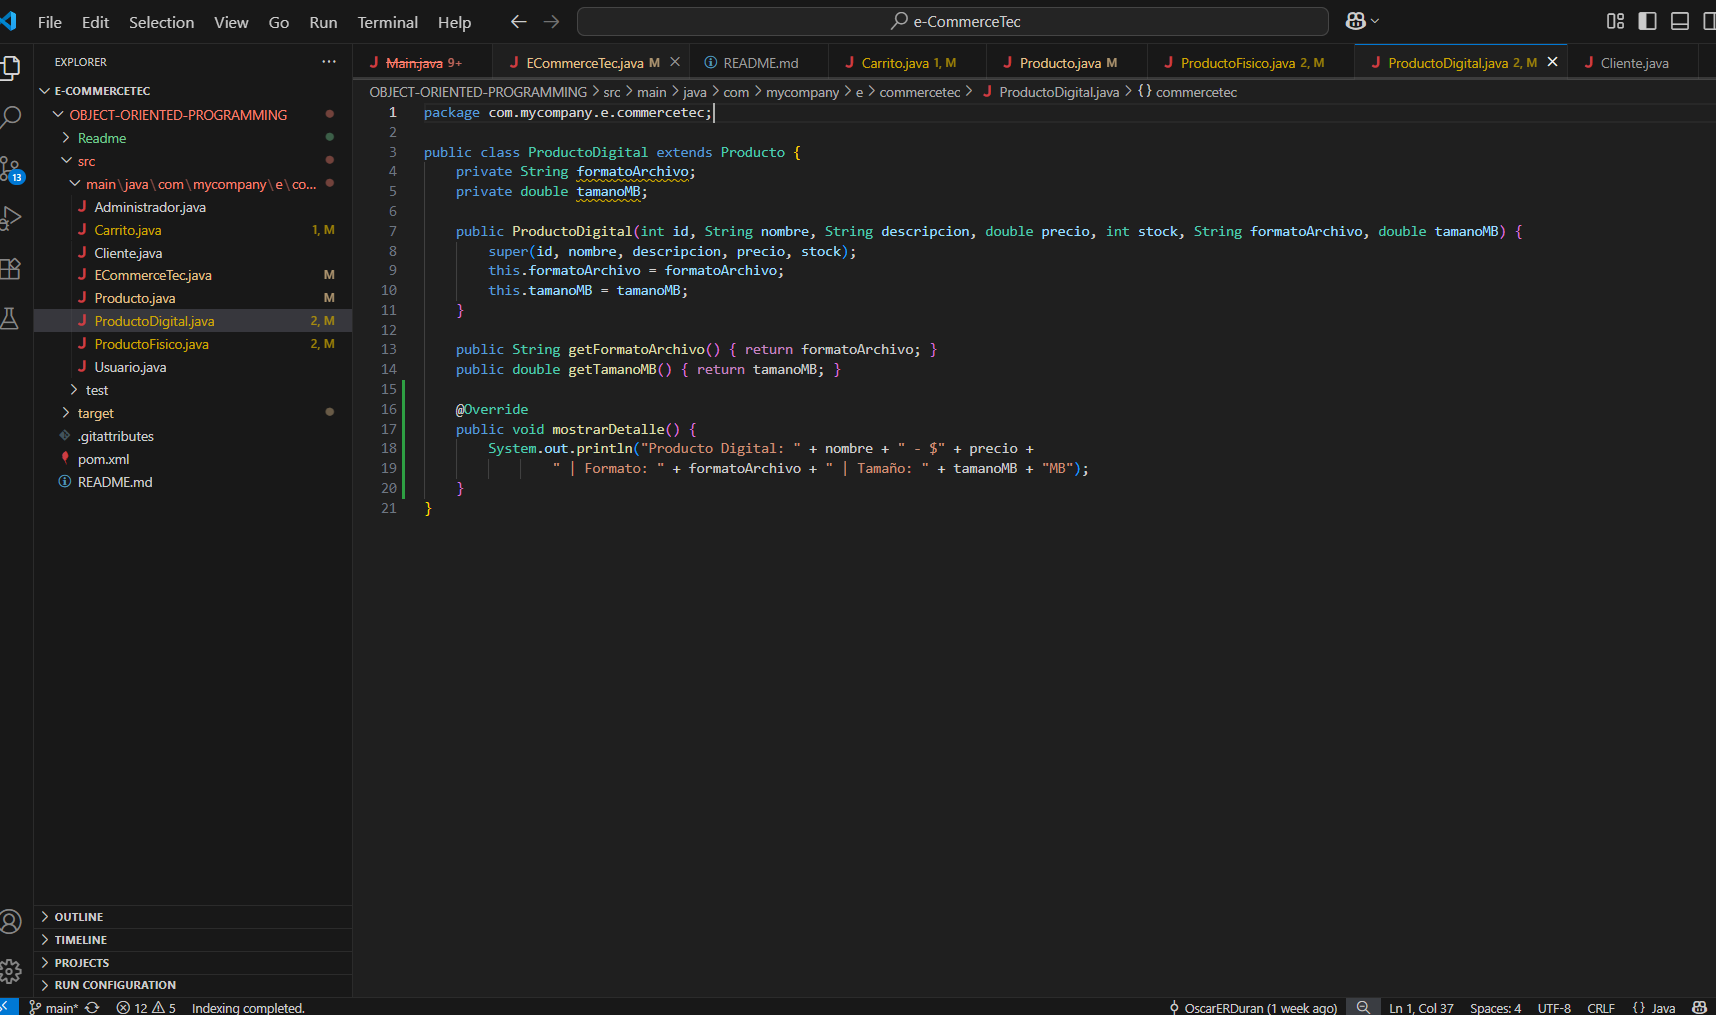 File Edit Selection View Go Run Terminal Help e-CommerceTec
EXPLORER ···
Main.java 9+ ECommerceTec.java M README.md Carrito.java 1, M Producto.java M ProductoFisico.java 2, M ProductoDigital.java 2, M Cliente.java
E-COMMERCETEC
OBJECT-ORIENTED-PROGRAMMING > src > main > java > com > mycompany > e > commercetec > ProductoDigital.java > {} commercetec
OBJECT-ORIENTED-PROGRAMMING
Readme
src
main\java\com\mycompany\e\co...
Administrador.java
Carrito.java 1, M
Cliente.java
ECommerceTec.java M
Producto.java M
ProductoDigital.java 2, M
ProductoFisico.java 2, M
Usuario.java
test
target
.gitattributes
pom.xml
README.md
13
OUTLINE
TIMELINE
PROJECTS
RUN CONFIGURATION
1 package com.mycompany.e.commercetec;
2
3 public class ProductoDigital extends Producto {
4 private String formatoArchivo;
5 private double tamanoMB;
6
7 public ProductoDigital(int id, String nombre, String descripcion, double precio, int stock, String formatoArchivo, double tamanoMB) {
8 super(id, nombre, descripcion, precio, stock);
9 this.formatoArchivo = formatoArchivo;
10 this.tamanoMB = tamanoMB;
11 }
12
13 public String getFormatoArchivo() { return formatoArchivo; }
14 public double getTamanoMB() { return tamanoMB; }
15
16 @Override
17 public void mostrarDetalle() {
18 System.out.println("Producto Digital: " + nombre + " - $" + precio +
19 " | Formato: " + formatoArchivo + " | Tamaño: " + tamanoMB + "MB");
20 }
21 }
main* 12 5 Indexing completed. OscarERDuran (1 week ago) Ln 1, Col 37 Spaces: 4 UTF-8 CRLF {} Java